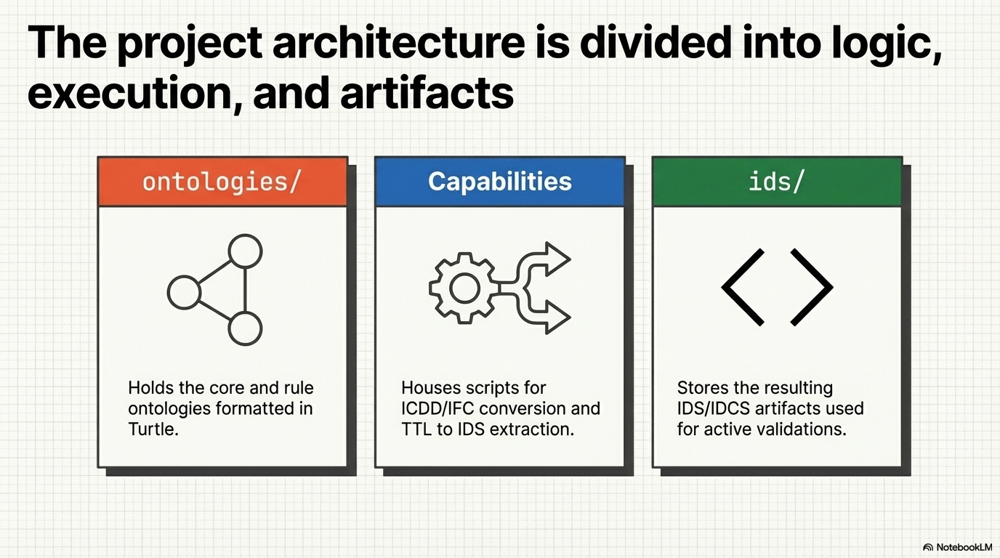 The project architecture is divided into logic,
execution, and artifacts
ontologies/
Holds the core and rule
ontologies formatted in
Turtle.
Capabilities
Houses scripts for
ICDD/IFC conversion and
TTL to IDS extraction.
ids/
Stores the resulting
IDS/IDCS artifacts used
for active validations.
NotebookLM